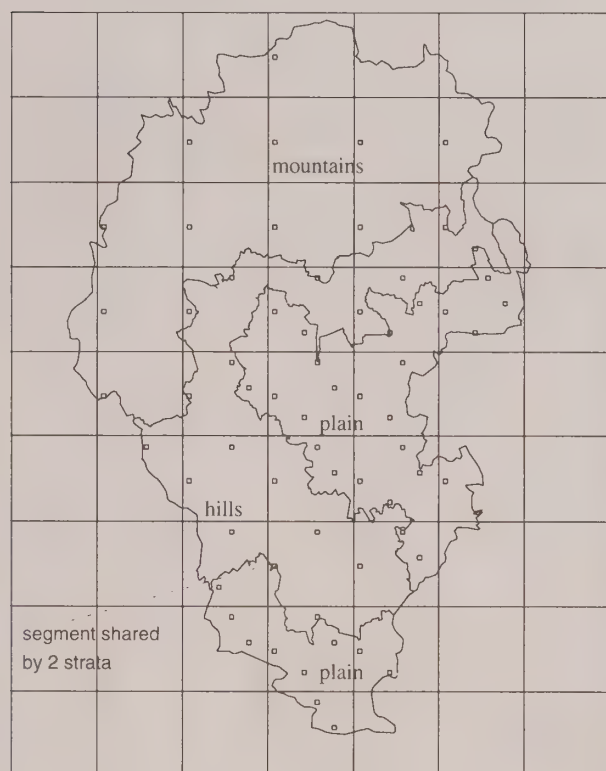 mountains
plain
hills
segment shared
by 2 strata
plain